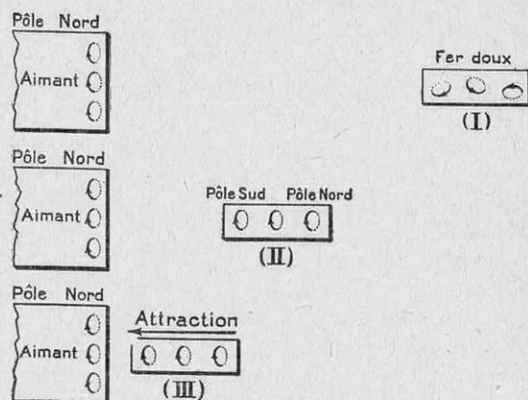 Pôle Nord
Aimant
Fer doux
(I)
Pôle Nord
Aimant
Pôle Sud Pôle Nord
(II)
Pôle Nord
Aimant
Attraction
(III)